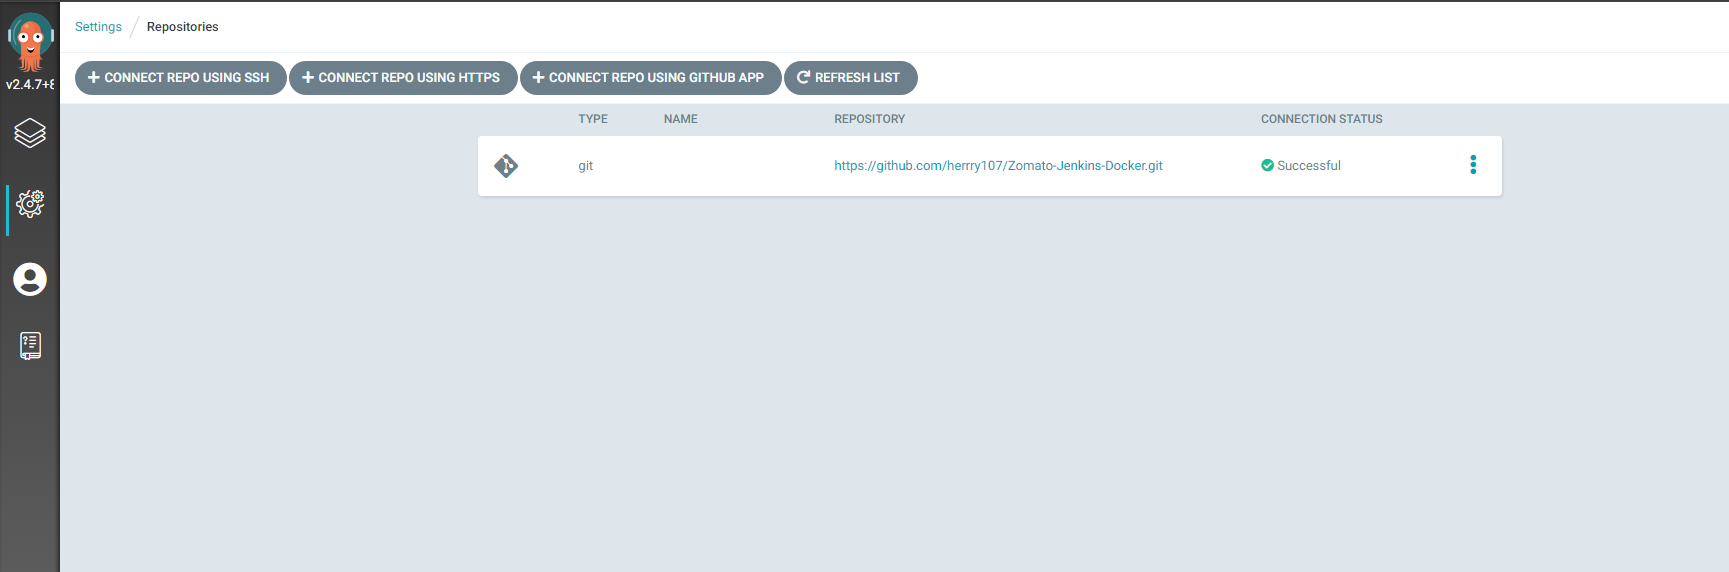 Settings / Repositories
v2.4.7+8
CONNECT REPO USING SSH
CONNECT REPO USING HTTPS
CONNECT REPO USING GITHUB APP
REFRESH LIST
TYPE NAME REPOSITORY CONNECTION STATUS
git https://github.com/herrry107/Zomato-Jenkins-Docker.git Successful